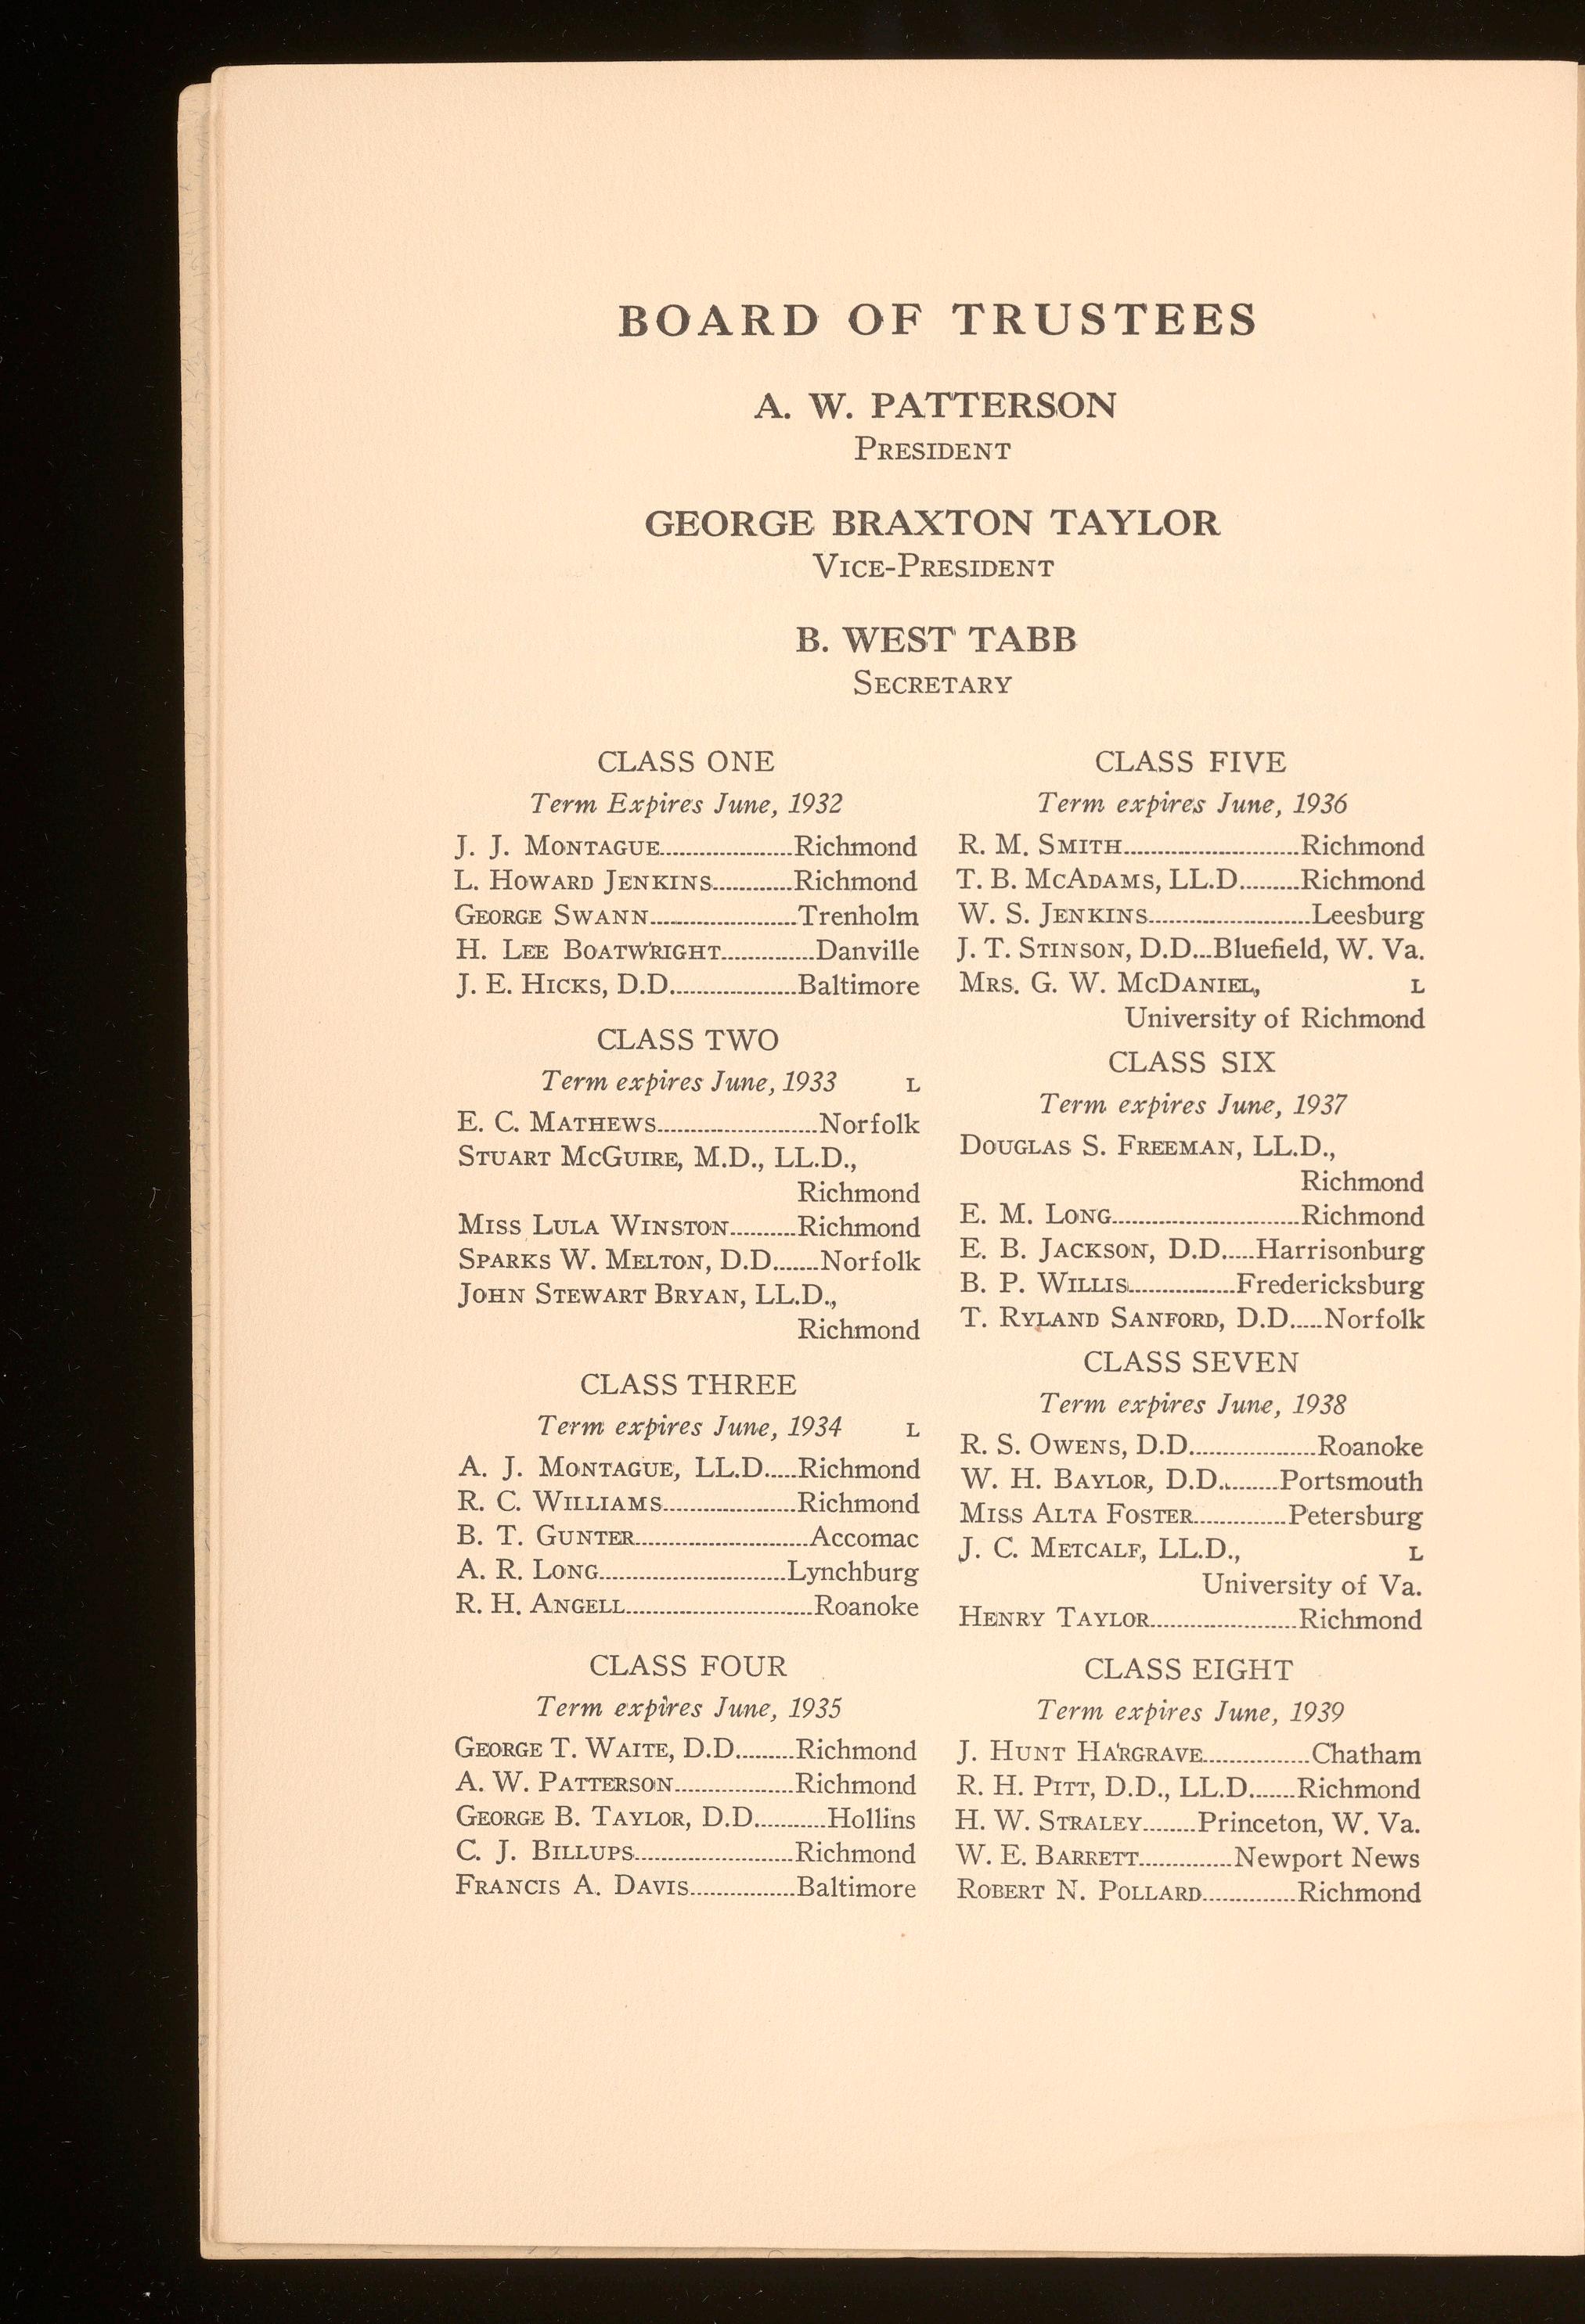 BOARD OF TRUSTEES
A. W. PATTERSON
PRESIDENT
GEORGE BRAXTON TAYLOR
VICE-PRESIDENT
B. WEST TABB
SECRETARY
CLASS ONE
Term Expires June, 1932
J. J. MONTAGUE....................Richmond
L. HOWARD JENKINS............Richmond
GEORGE SWANN......................Trenholm
H. LEE BOATWRIGHT..............Danville
J. E. HICKS, D.D...................Baltimore
CLASS TWO
Term expires June, 1933 L
E. C. MATHEWS........................Norfolk
STUART MCGUIRE, M.D., LL.D.,
Richmond
MISS LULA WINSTON..........Richmond
SPARKS W. MELTON, D.D.......Norfolk
JOHN STEWART BRYAN, LL.D.,
Richmond
CLASS THREE
Term expires June, 1934 L
A. J. MONTAGUE, LL.D.....Richmond
R. C. WILLIAMS....................Richmond
B. T. GUNTER..........................Accomac
A. R. LONG............................Lynchburg
R. H. ANGELL............................Roanoke
CLASS FOUR
Term expires June, 1935
GEORGE T. WAITE, D.D.........Richmond
A. W. PATTERSON..................Richmond
GEORGE B. TAYLOR, D.D...........Hollins
C. J. BILLUPS........................Richmond
FRANCIS A. DAVIS................Baltimore
CLASS FIVE
Term expires June, 1936
R. M. SMITH..........................Richmond
T. B. MCADAMS, LL.D.........Richmond
W. S. JENKINS........................Leesburg
J. T. STINSON, D.D...Bluefield, W. Va.
MRS. G. W. MCDANIEL, L
University of Richmond
CLASS SIX
Term expires June, 1937
DOUGLAS S. FREEMAN, LL.D.,
Richmond
E. M. LONG............................Richmond
E. B. JACKSON, D.D.....Harrisonburg
B. P. WILLIS................Fredericksburg
T. RYLAND SANFORD, D.D.....Norfolk
CLASS SEVEN
Term expires June, 1938
R. S. OWENS, D.D...................Roanoke
W. H. BAYLOR, D.D.........Portsmouth
MISS ALTA FOSTER..............Petersburg
J. C. METCALF, LL.D., L
University of Va.
HENRY TAYLOR......................Richmond
CLASS EIGHT
Term expires June, 1939
J. HUNT HARGRAVE................Chatham
R. H. PITT, D.D., LL.D.......Richmond
H. W. STRALEY........Princeton, W. Va.
W. E. BARRETT..............Newport News
ROBERT N. POLLARD..............Richmond